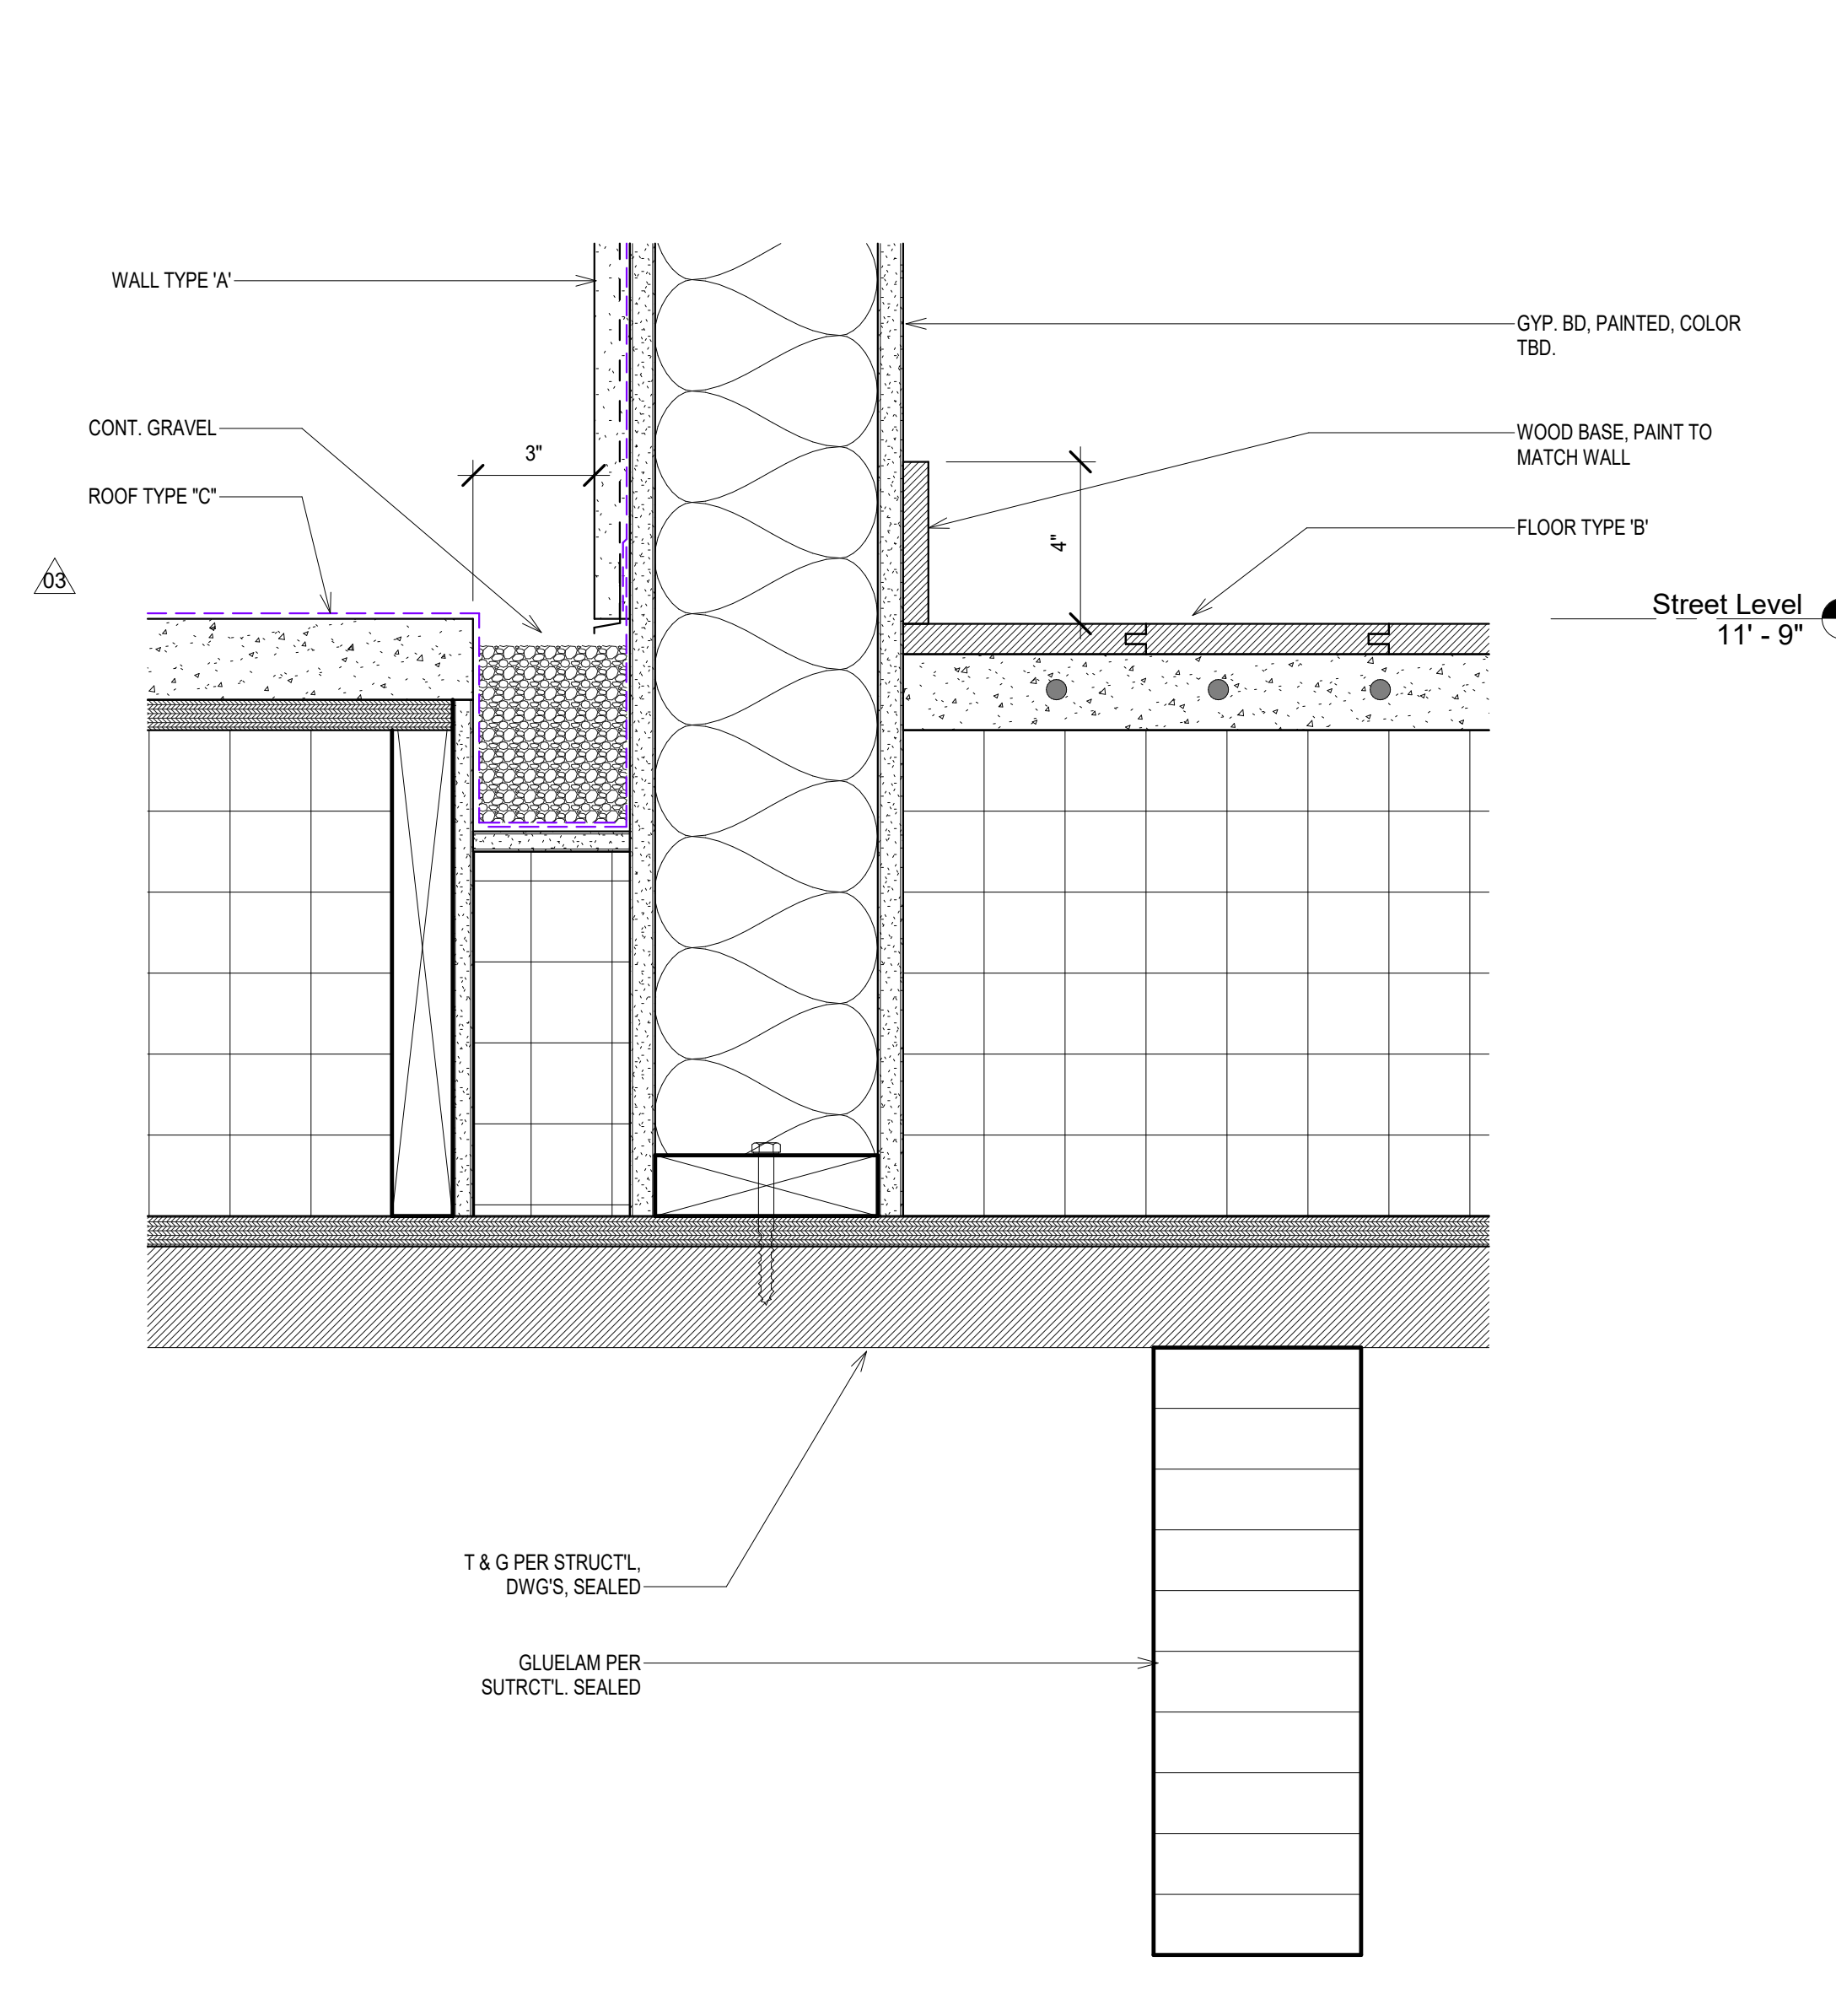 WALL TYPE 'A'
GYP. BD, PAINTED, COLOR
TBD.
CONT. GRAVEL
WOOD BASE, PAINT TO
MATCH WALL
3"
ROOF TYPE "C"
FLOOR TYPE 'B'
4"
03
Street Level
11' - 9"
T & G PER STRUCT'L,
DWG'S, SEALED
GLUELAM PER
SUTRCT'L. SEALED